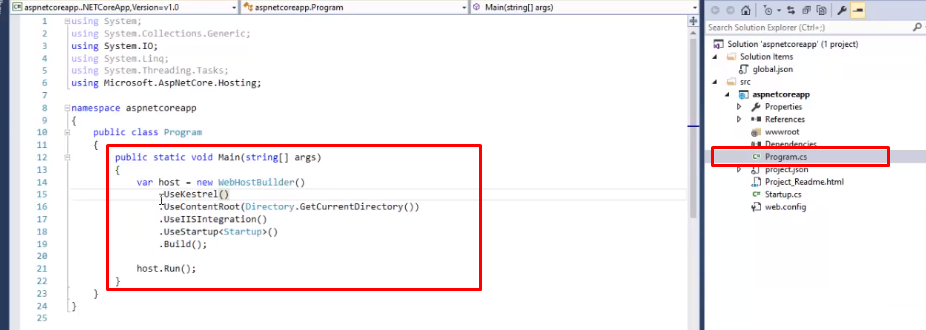 aspnetcoreapp..NETCoreApp,Version=v1.0 aspnetcoreapp.Program Main(string[] args)
1 using System;
2 using System.Collections.Generic;
3 using System.IO;
4 using System.Linq;
5 using System.Threading.Tasks;
6 using Microsoft.AspNetCore.Hosting;
7
8 namespace aspnetcoreapp
9 {
10 public class Program
11 {
12 public static void Main(string[] args)
13 {
14 var host = new WebHostBuilder()
15 .UseKestrel()
16 .UseContentRoot(Directory.GetCurrentDirectory())
17 .UseIISIntegration()
18 .UseStartup<Startup>()
19 .Build();
20
21 host.Run();
22 }
23 }
24 }
25
Search Solution Explorer (Ctrl+;)
Solution 'aspnetcoreapp' (1 project)
Solution Items
global.json
src
aspnetcoreapp
Properties
References
wwwroot
Dependencies
C# Program.cs
project.json
Project_Readme.html
C# Startup.cs
web.config